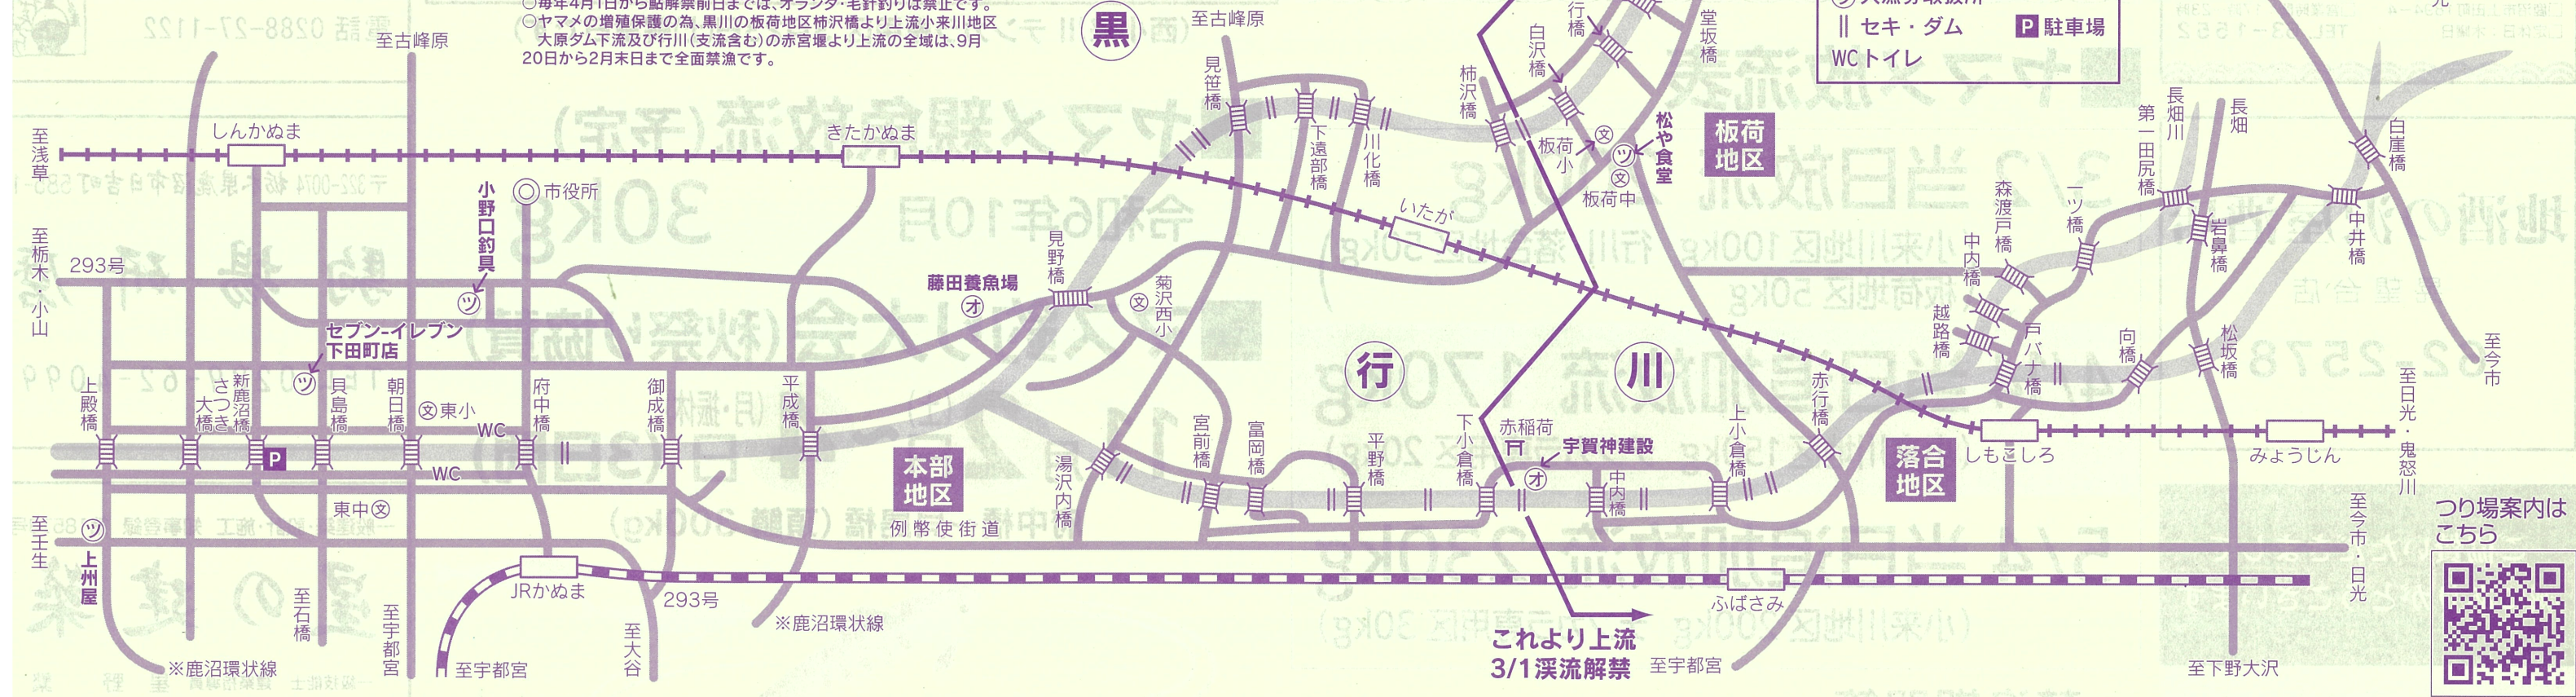 ○毎年4月1日から鮎解禁前日までは、オランダ・毛針釣りは禁止です。
○ヤマメの増殖保護の為、黒川の板荷地区柿沢橋より上流小来川地区
大原ダム下流及び行川(支流含む)の赤宮堰より上流の全域は、9月
20日から2月末日まで全面禁漁です。
黒
至古峰原
至古峰原
行橋
白沢橋
堂坂橋
セキ・ダム
P 駐車場
WC トイレ
見笹橋
柿沢橋
下遠部橋
川化橋
板荷小
文
ツ
文
板荷中
松や食堂
板荷
地区
長畑川
長畑
第一田尻橋
白崖橋
至浅草
しんかぬま
きたかぬま
いたが
小野口釣具
市役所
森渡戸橋
一ツ橋
中内橋
岩鼻橋
中井橋
至栃木・小山
293号
ツ
藤田養魚場
オ
見野橋
文
菊沢西小
セブン-イレブン
下田町店
ツ
越路橋
戸バナ橋
向橋
松坂橋
至今市
行
川
上殿橋
さつき大橋
新鹿沼橋
貝島橋
朝日橋
文東小
府中橋
御成橋
平成橋
赤行橋
至日光・鬼怒川
WC
P
WC
本部
地区
湯沢内橋
宮前橋
富岡橋
平野橋
下小倉橋
赤稲荷
宇賀神建設
オ
中内橋
上小倉橋
落合
地区
しもごしろ
みょうじん
東中文
例幣使街道
至壬生
ツ
上州屋
至今市・日光
つり場案内は
こちら
JRかぬま
293号
ふばさみ
※鹿沼環状線
至石橋
至宇都宮
至大谷
※鹿沼環状線
至宇都宮
これより上流
3/1渓流解禁
至宇都宮
至下野大沢